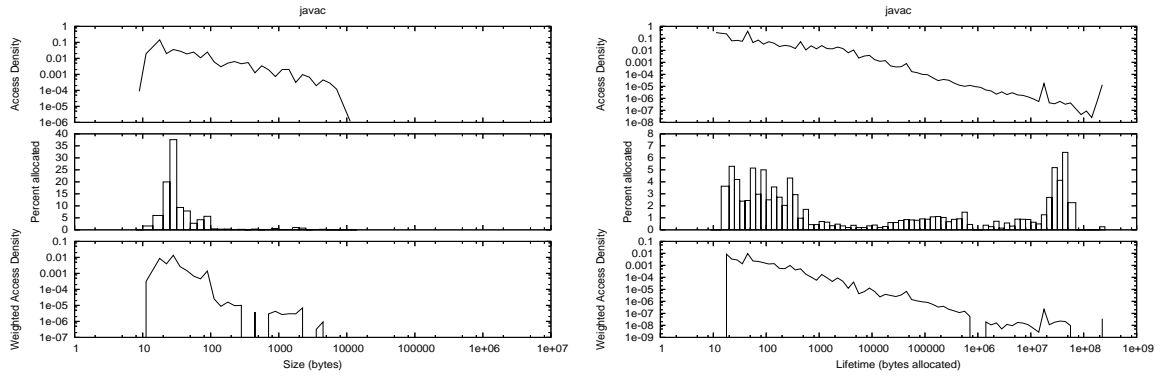 javac
Access Density
1
0.1
0.01
0.001
1e-04
1e-05
1e-06
Percent allocated
40
35
30
25
20
15
10
5
0
Weighted Access Density
0.1
0.01
0.001
1e-04
1e-05
1e-06
1e-07
1 10 100 1000 10000 100000 1e+06 1e+07
Size (bytes)
javac
Access Density
1
0.1
0.01
0.001
1e-04
1e-05
1e-06
1e-07
1e-08
Percent allocated
8
7
6
5
4
3
2
1
0
Weighted Access Density
0.1
0.01
0.001
1e-04
1e-05
1e-06
1e-07
1e-08
1e-09
1 10 100 1000 10000 100000 1e+06 1e+07 1e+08 1e+09
Lifetime (bytes allocated)